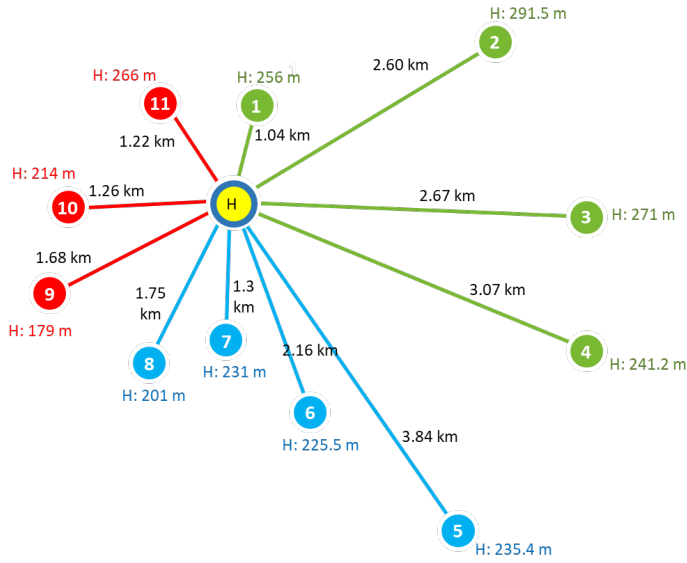 H: 291.5 m
2
2.60 km
H: 266 m
H: 256 m
11
1
1.22 km
1.04 km
H: 214 m
1.26 km
10
H
2.67 km
3
H: 271 m
1.68 km
9
H: 179 m
1.75
km
1.3
km
3.07 km
7
2.16 km
4
8
H: 231 m
H: 241.2 m
H: 201 m
6
H: 225.5 m
3.84 km
5
H: 235.4 m